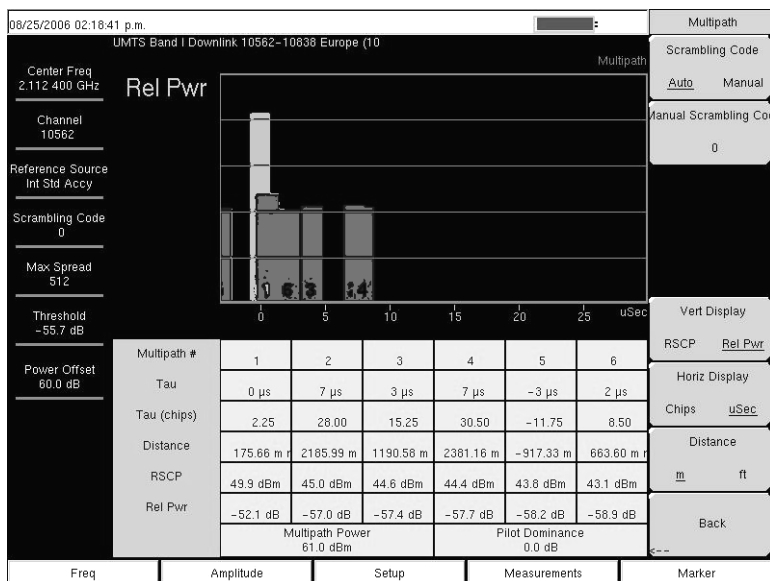 08/25/2006 02:18:41 p.m.
Multipath
UMTS Band I Downlink 10562-10838 Europe (10
Multipath
Rel Pwr
Center Freq
2.112 400 GHz
Channel
10562
Reference Source
Int Std Accy
Scrambling Code
0
Max Spread
512
Threshold
-55.7 dB
Power Offset
60.0 dB
0 5 10 15 20 25 uSec
Multipath # 1 2 3 4 5 6
Tau 0 µs 7 µs 3 µs 7 µs -3 µs 2 µs
Tau (chips) 2.25 28.00 15.25 30.50 -11.75 8.50
Distance 175.66 m 2185.99 m 1190.58 m 2381.16 m -917.33 m 663.60 m
RSCP 49.9 dBm 45.0 dBm 44.6 dBm 44.4 dBm 43.8 dBm 43.1 dBm
Rel Pwr -52.1 dB -57.0 dB -57.4 dB -57.7 dB -58.2 dB -58.9 dB
Multipath Power Pilot Dominance
61.0 dBm 0.0 dB
Scrambling Code
Auto Manual
Manual Scrambling Co
0
Vert Display
RSCP Rel Pwr
Horiz Display
Chips uSec
Distance
m ft
Back
<--
Freq Amplitude Setup Measurements Marker